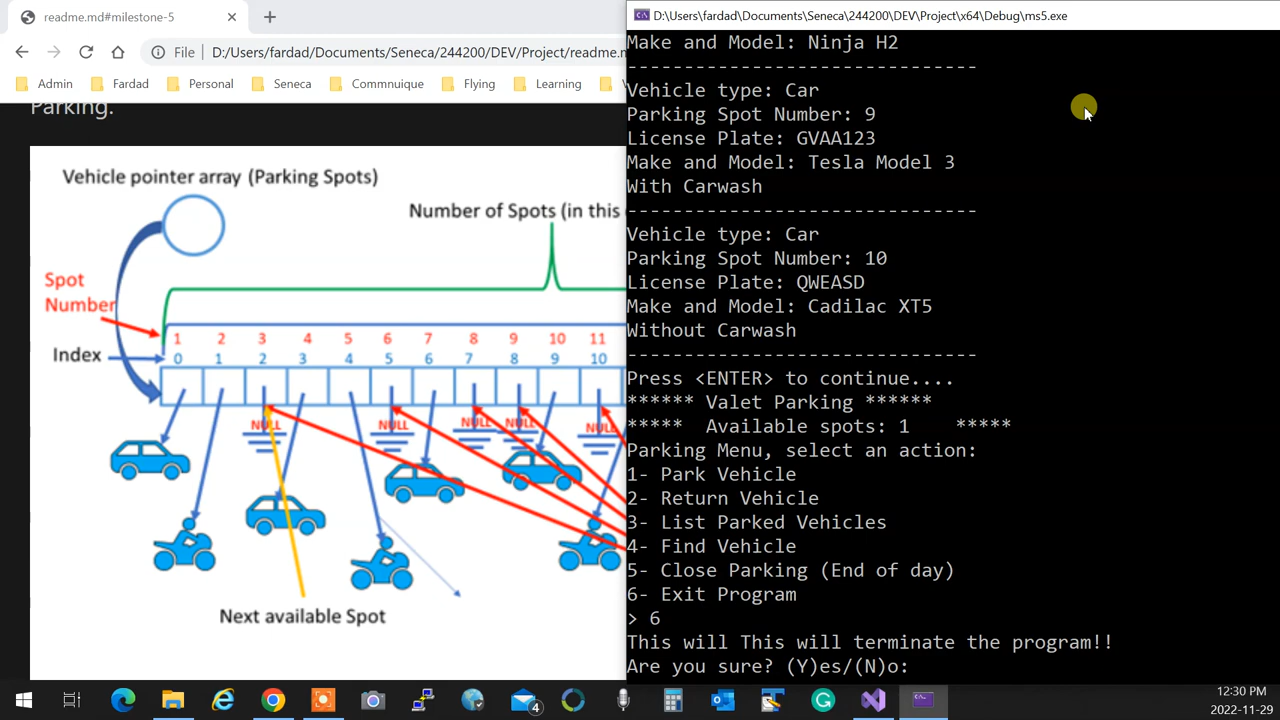 readme.md#milestone-5
File D:/Users/fardad/Documents/Seneca/244200/DEV/Project/readme.m
Admin Fardad Personal Seneca Commnuique Flying Learning
Parking.
Vehicle pointer array (Parking Spots)
Number of Spots (in this
Spot
Number
1 2 3 4 5 6 7 8 9 10 11
Index
0 1 2 3 4 5 6 7 8 9 10
NULL NULL NULL NULL NULL
Next available Spot
D:\Users\fardad\Documents\Seneca\244200\DEV\Project\x64\Debug\ms5.exe
Make and Model: Ninja H2
-------------------------------
Vehicle type: Car
Parking Spot Number: 9
License Plate: GVAA123
Make and Model: Tesla Model 3
With Carwash
-------------------------------
Vehicle type: Car
Parking Spot Number: 10
License Plate: QWEASD
Make and Model: Cadilac XT5
Without Carwash
-------------------------------
Press <ENTER> to continue....
****** Valet Parking ******
*****  Available spots: 1    *****
Parking Menu, select an action:
1- Park Vehicle
2- Return Vehicle
3- List Parked Vehicles
4- Find Vehicle
5- Close Parking (End of day)
6- Exit Program
> 6
This will This will terminate the program!!
Are you sure? (Y)es/(N)o:
4
12:30 PM
2022-11-29